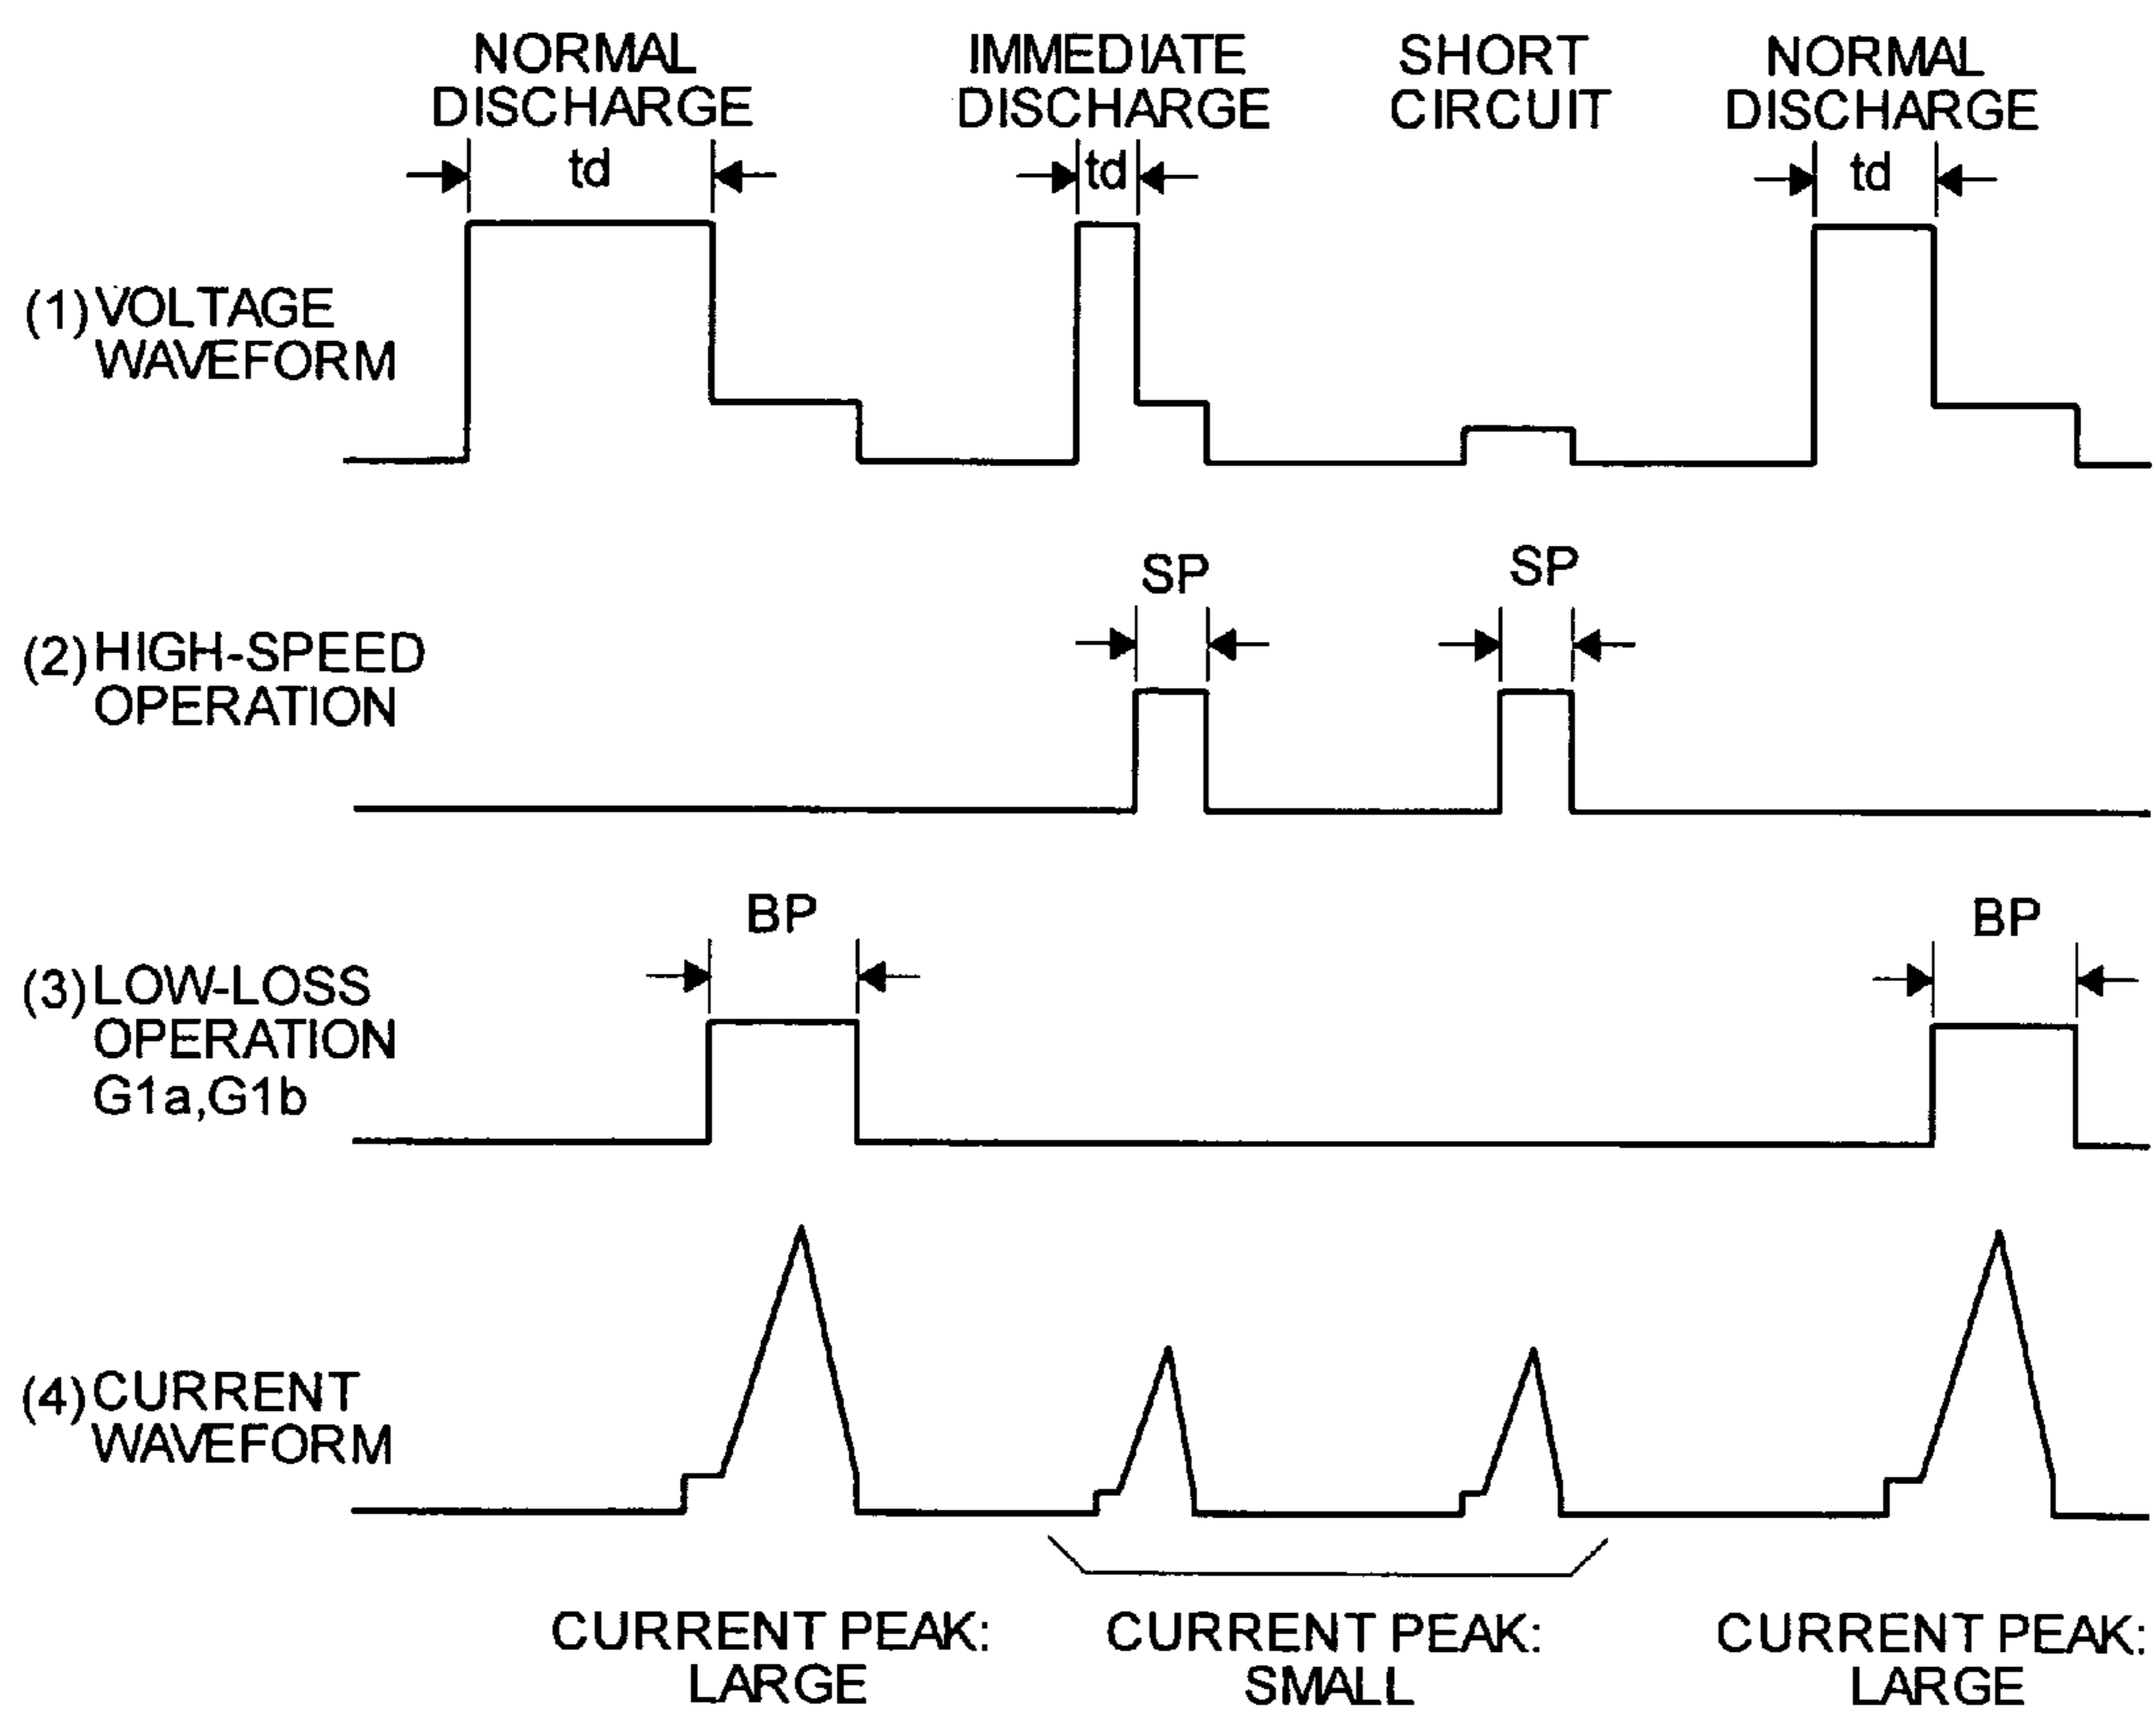 NORMAL
DISCHARGE
IMMEDIATE
DISCHARGE
SHORT
CIRCUIT
NORMAL
DISCHARGE
td
td
td
(1) VOLTAGE
WAVEFORM
SP
SP
(2) HIGH-SPEED
OPERATION
BP
BP
(3) LOW-LOSS
OPERATION
G1a,G1b
(4) CURRENT
WAVEFORM
CURRENT PEAK:
LARGE
CURRENT PEAK:
SMALL
CURRENT PEAK:
LARGE